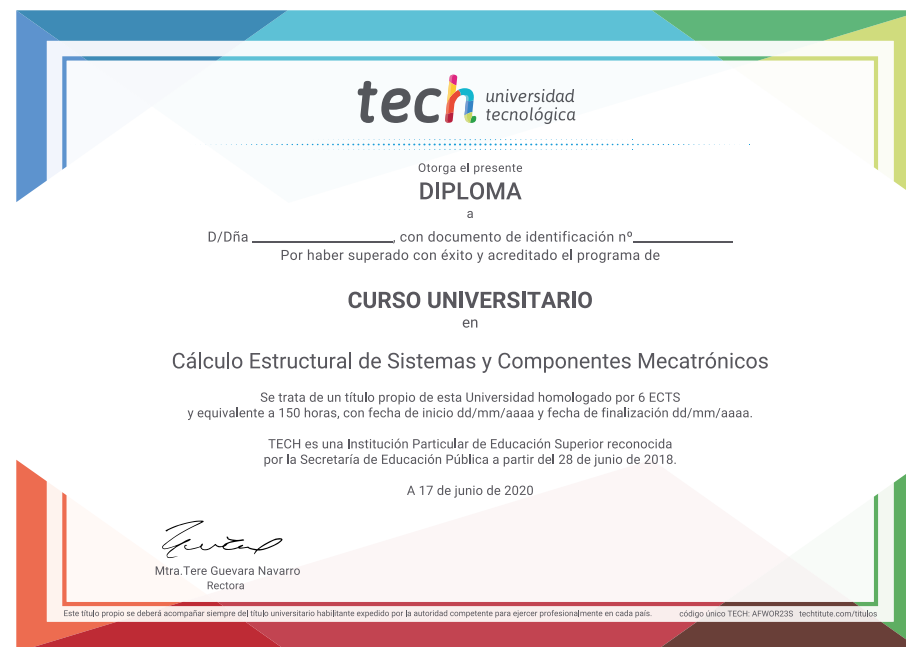 tech universidad
tecnológica
Otorga el presente
DIPLOMA
a
D/Dña ____________________, con documento de identificación nº______________
Por haber superado con éxito y acreditado el programa de
CURSO UNIVERSITARIO
en
Cálculo Estructural de Sistemas y Componentes Mecatrónicos
Se trata de un título propio de esta Universidad homologado por 6 ECTS
y equivalente a 150 horas, con fecha de inicio dd/mm/aaaa y fecha de finalización dd/mm/aaaa.
TECH es una Institución Particular de Educación Superior reconocida
por la Secretaría de Educación Pública a partir del 28 de junio de 2018.
A 17 de junio de 2020
Mtra.Tere Guevara Navarro
Rectora
Este título propio se deberá acompañar siempre del título universitario habilitante expedido por la autoridad competente para ejercer profesionalmente en cada país. código único TECH: AFWOR23S techtitute.com/titulos